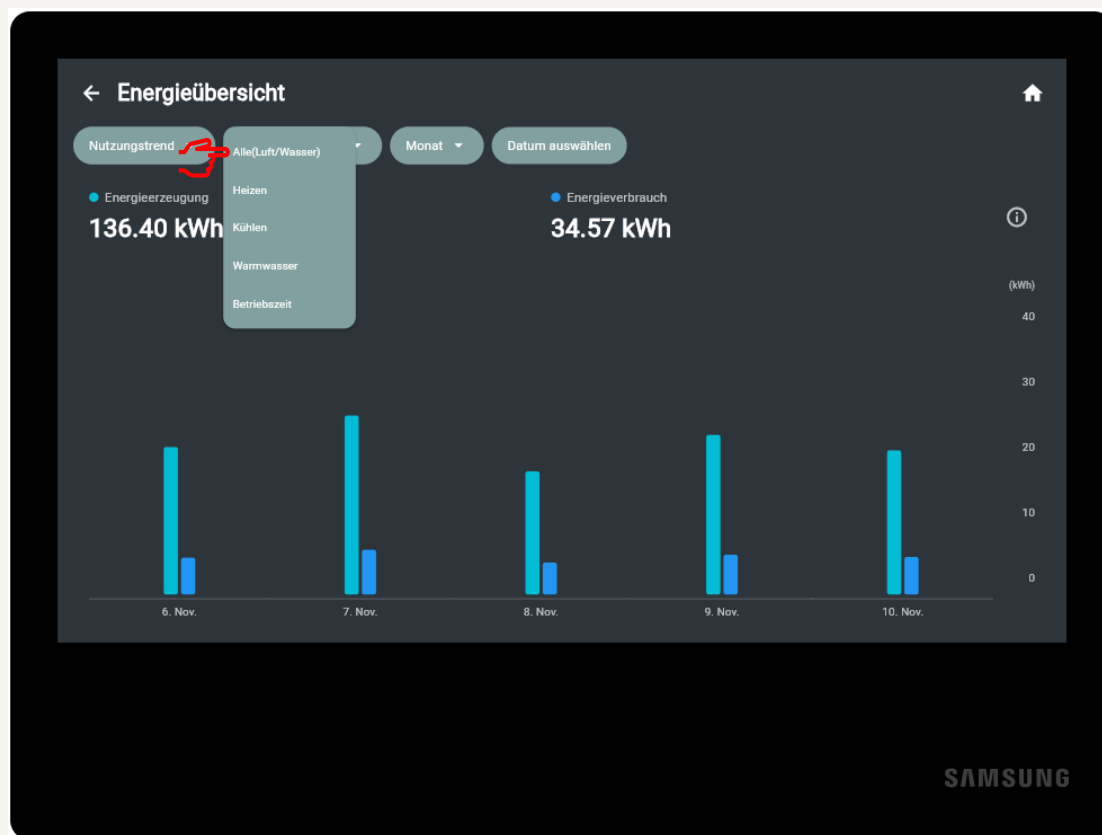 Energieübersicht
Nutzungstrend
Alle(Luft/Wasser)
Monat
Datum auswählen
Heizen
Kühlen
Warmwasser
Betriebszeit
Energieerzeugung
136.40 kWh
Energieverbrauch
34.57 kWh
(kWh)
40
30
20
10
0
6. Nov.
7. Nov.
8. Nov.
9. Nov.
10. Nov.
SAMSUNG